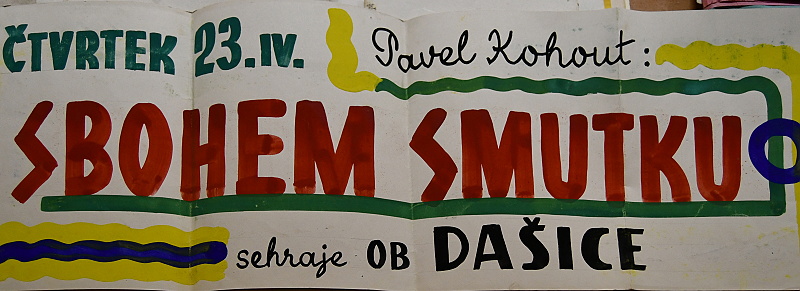 ČTVRTEK 23.IV. Pavel Kohout:
SBOHEM SMUTKU
sehraje OB DAŠICE